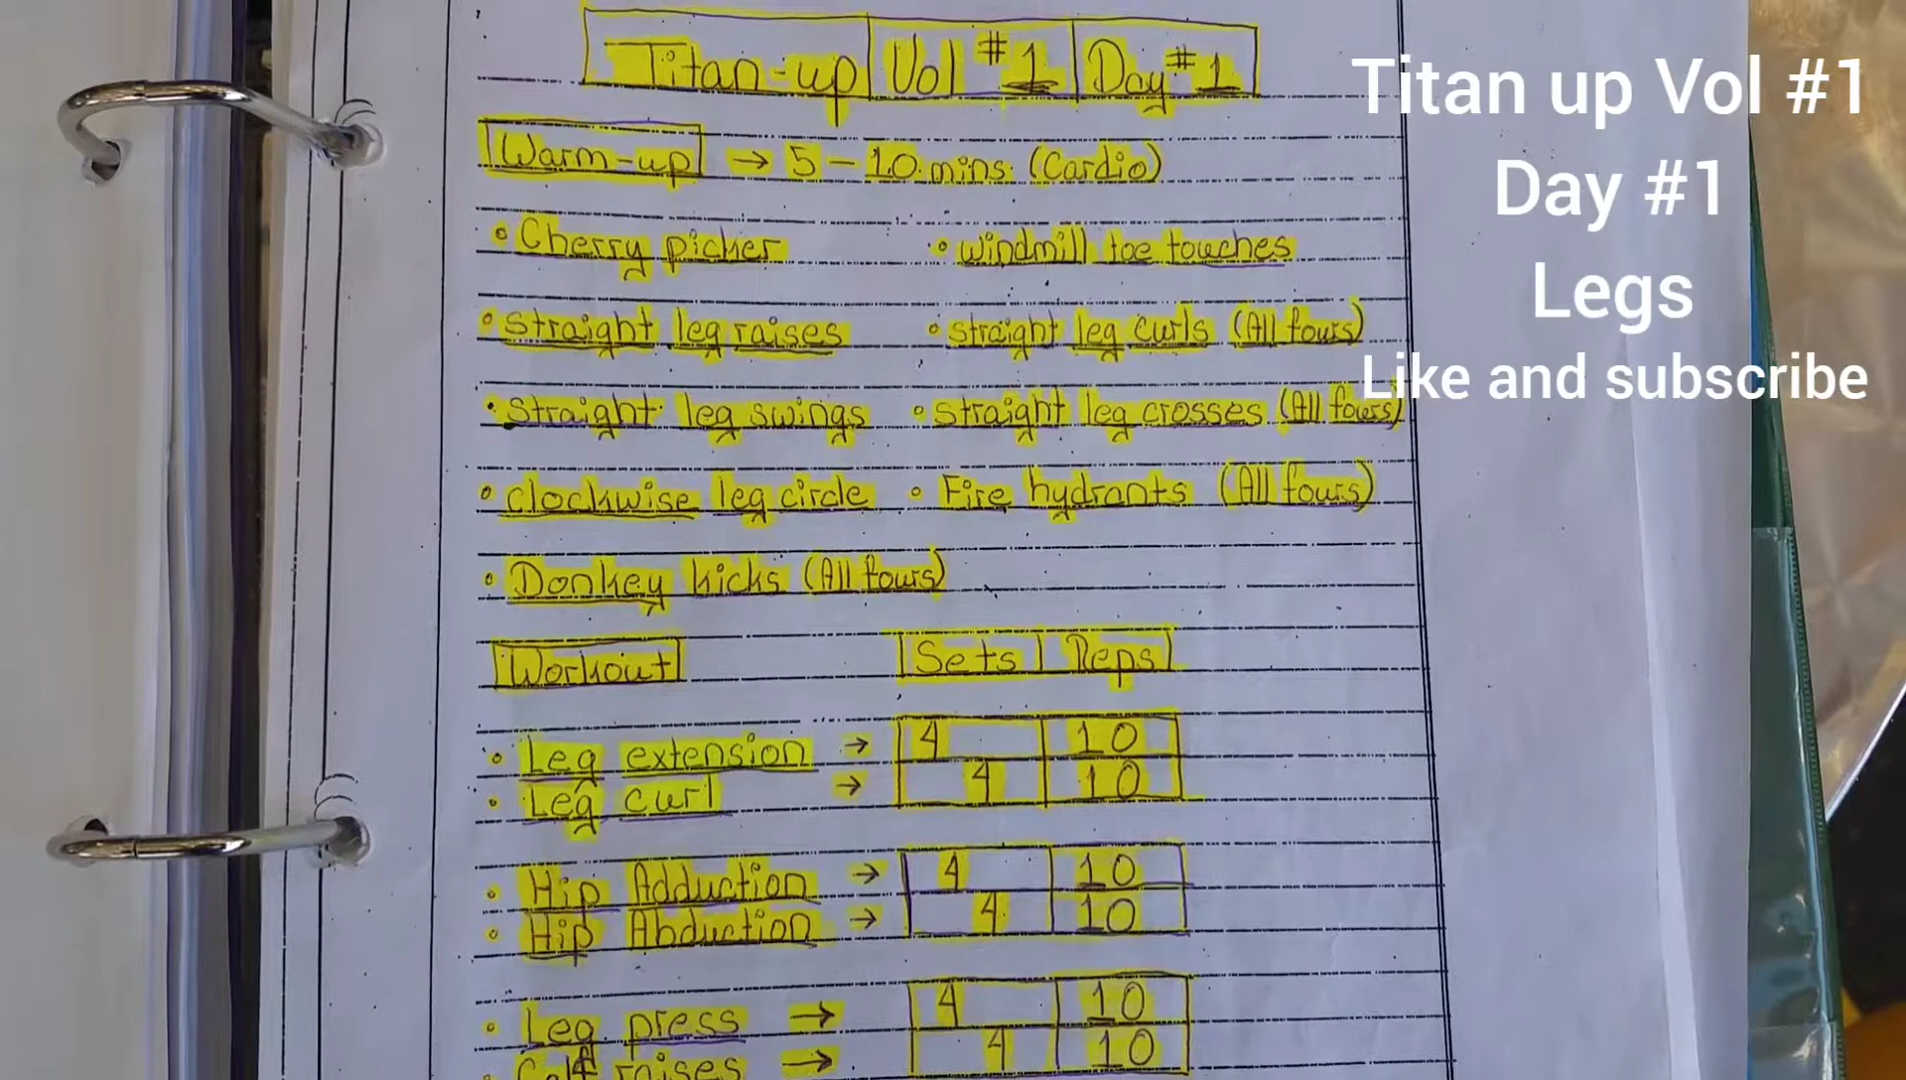 Titan-up Vol #1 Day #1
Warm-up → 5-10 mins. (Cardio)
• Cherry picker • windmill toe touches
• straight leg raises • straight leg curls (All fours)
• straight leg swings • straight leg crosses (All fours)
• clockwise leg circle • Fire hydrants (All fours)
• Donkey kicks (All fours)
Workout Sets Reps
• Leg extension → 4 10
• Leg curl → 4 10
• Hip Adduction → 4 10
• Hip Abduction → 4 10
• Leg press → 4 10
• Calf raises → 4 10
Titan up Vol #1
Day #1
Legs
Like and subscribe